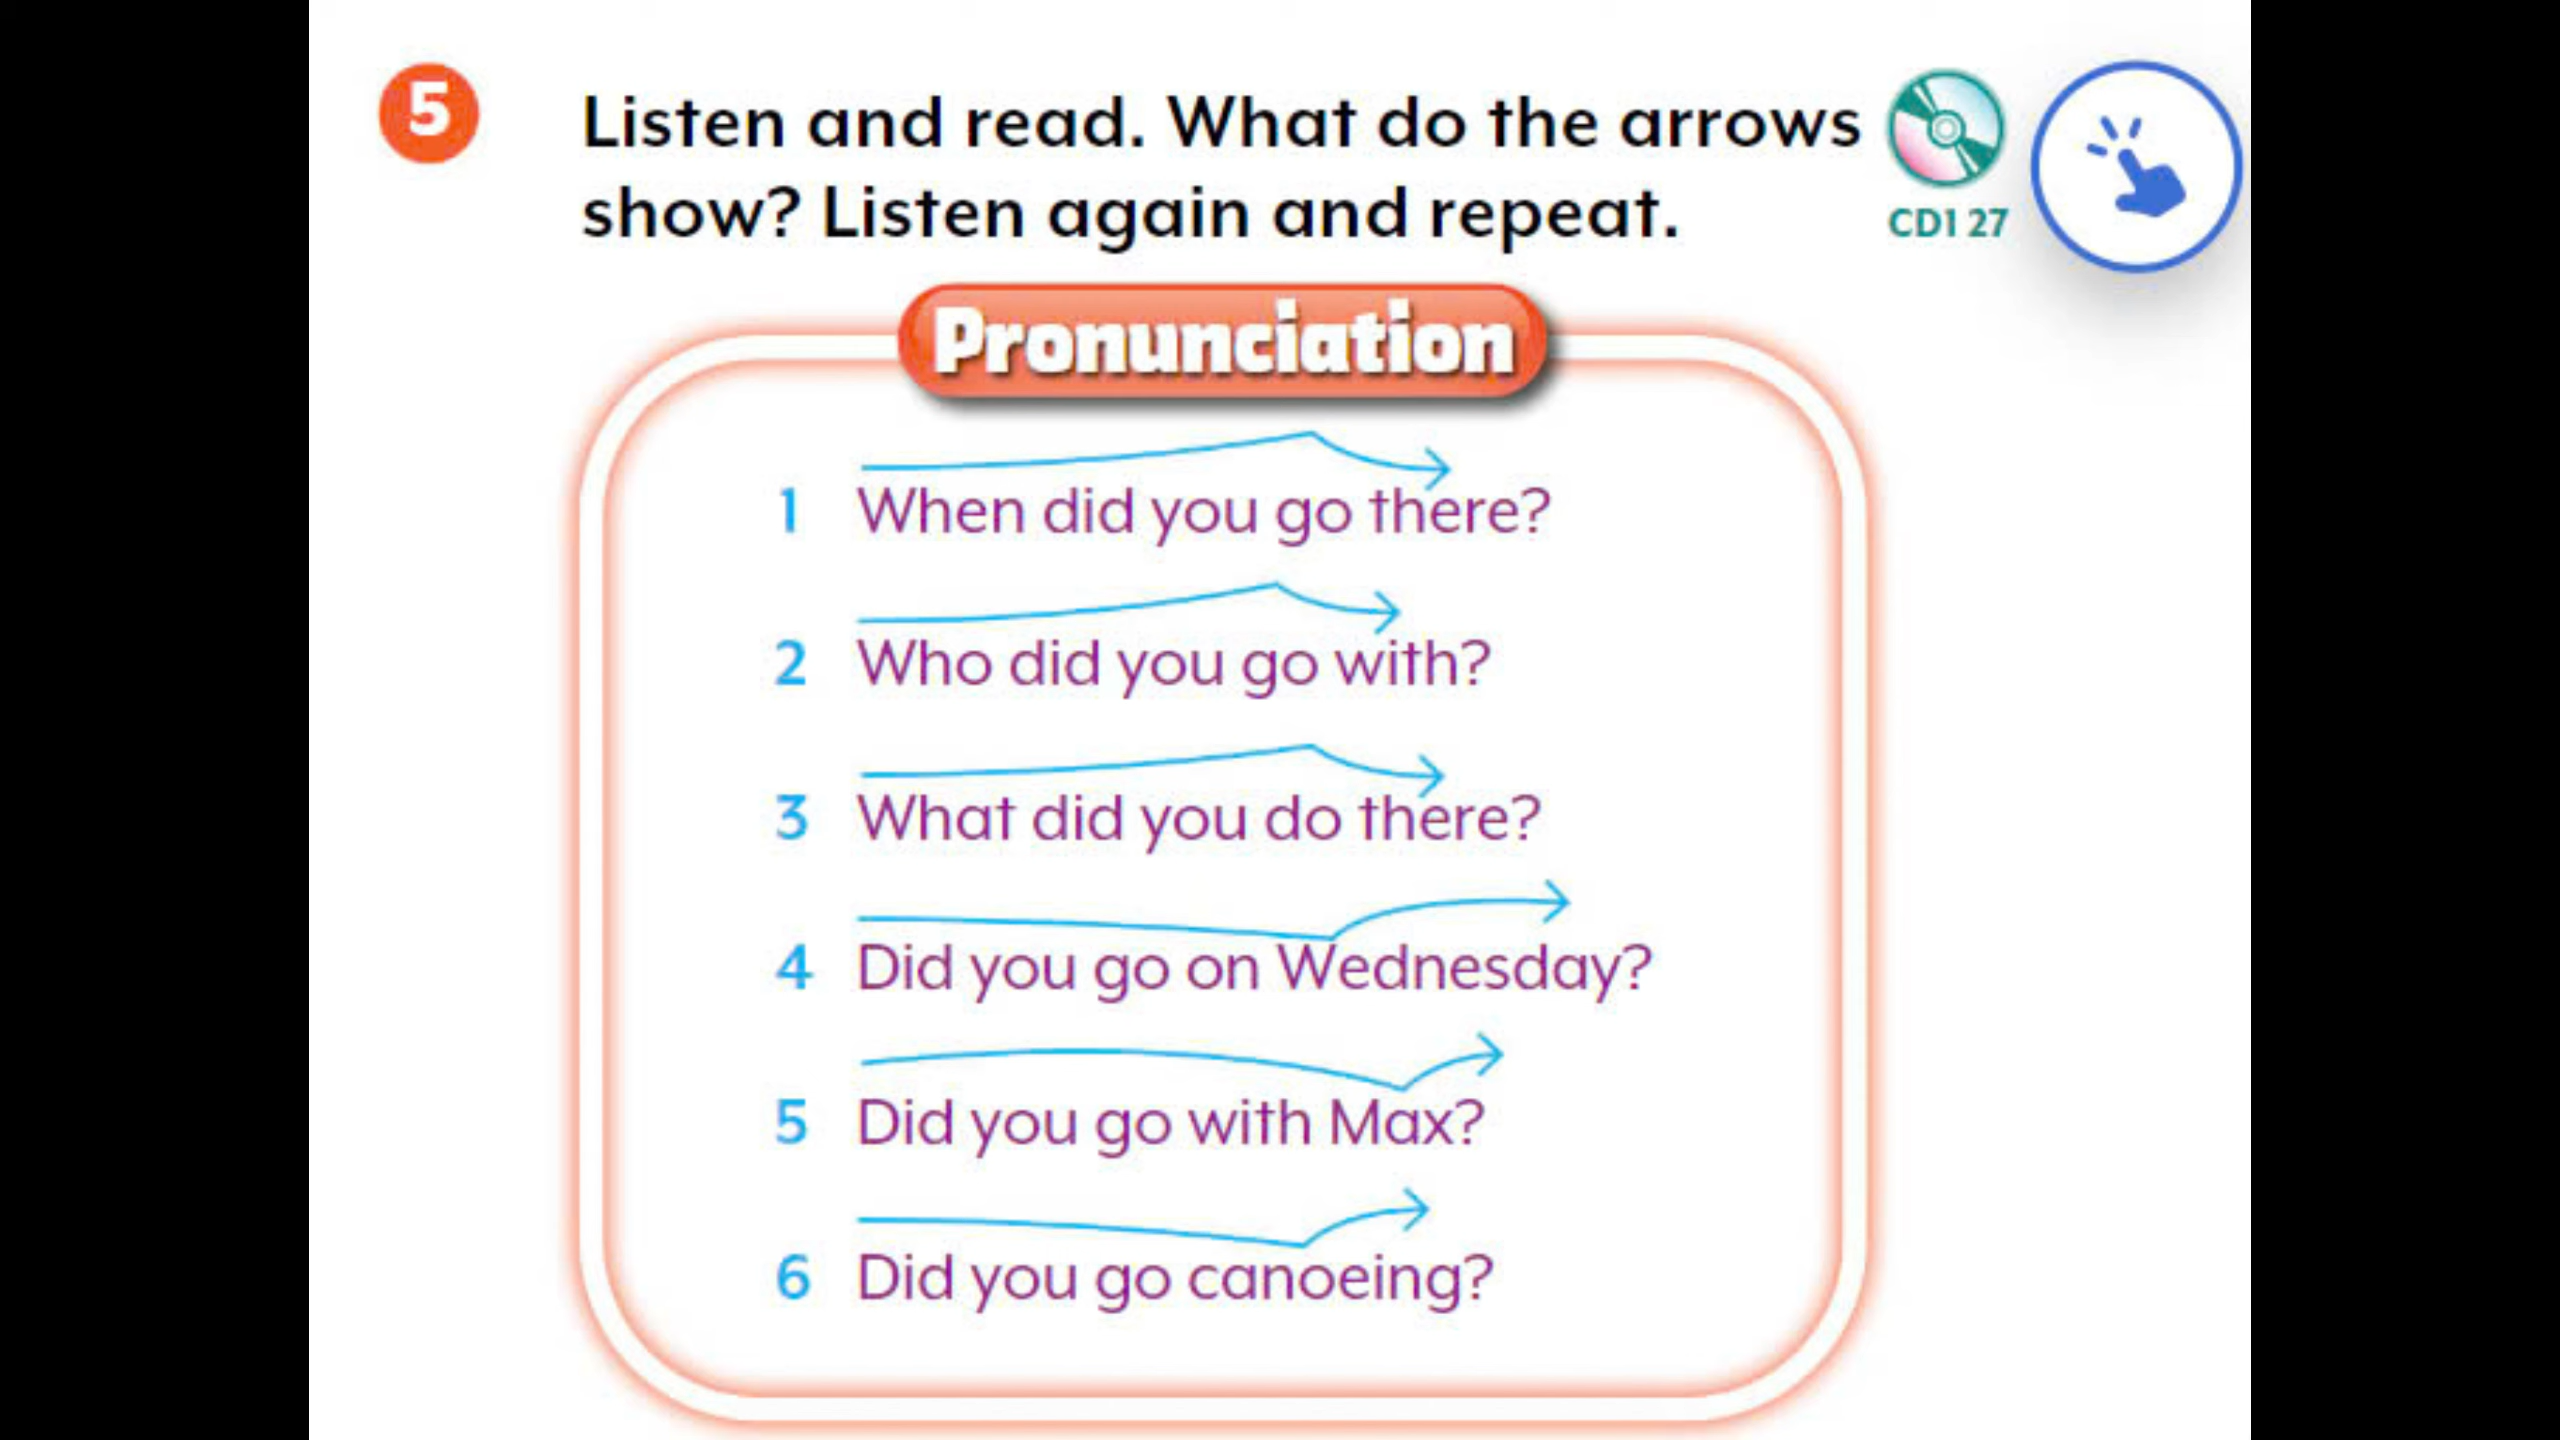 5 Listen and read. What do the arrows
show? Listen again and repeat.
CD1 27
Pronunciation
1 When did you go there?
2 Who did you go with?
3 What did you do there?
4 Did you go on Wednesday?
5 Did you go with Max?
6 Did you go canoeing?